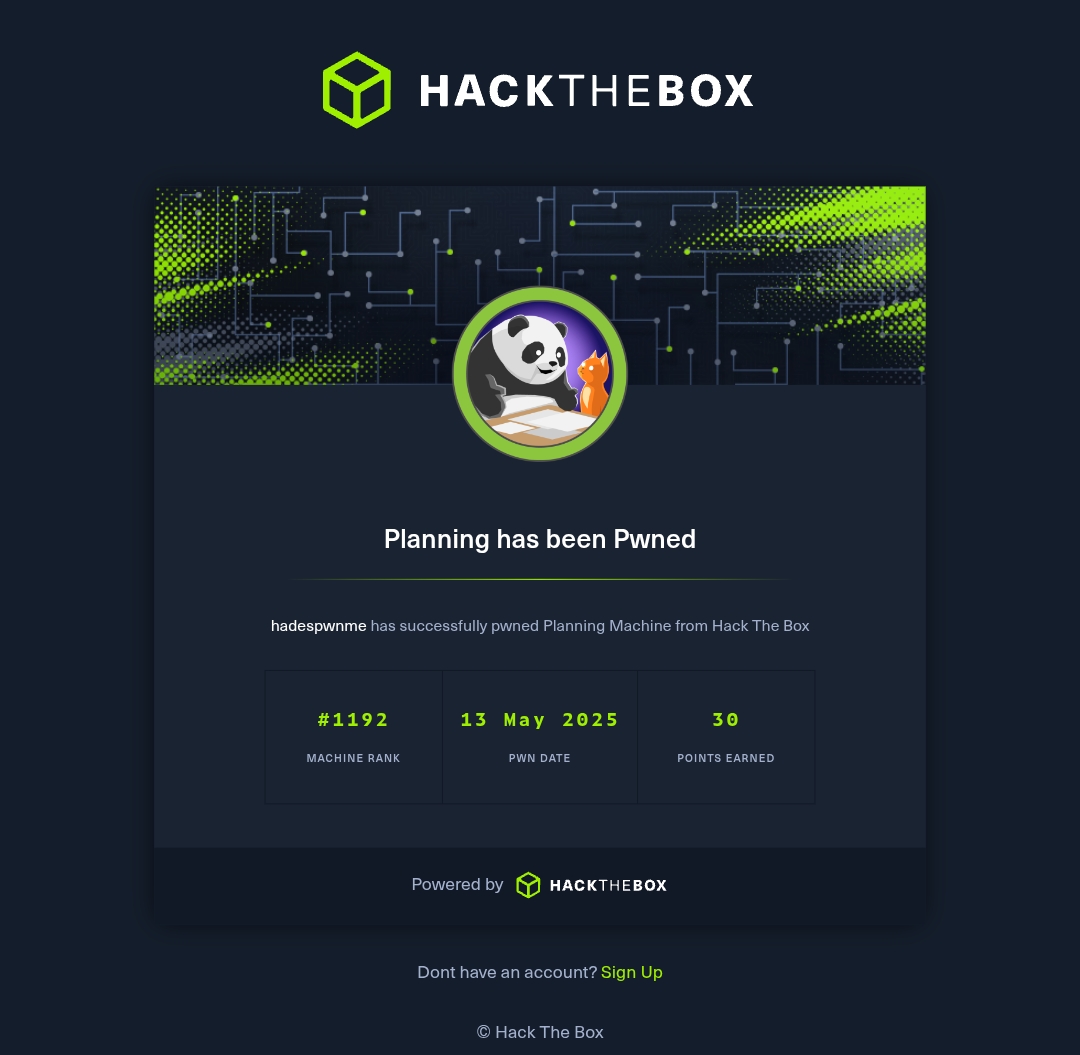 HACKTHEBOX
Planning has been Pwned
hadespwnme has successfully pwned Planning Machine from Hack The Box
#1192
MACHINE RANK
13 May 2025
PWN DATE
30
POINTS EARNED
Powered by HACKTHEBOX
Dont have an account? Sign Up
© Hack The Box